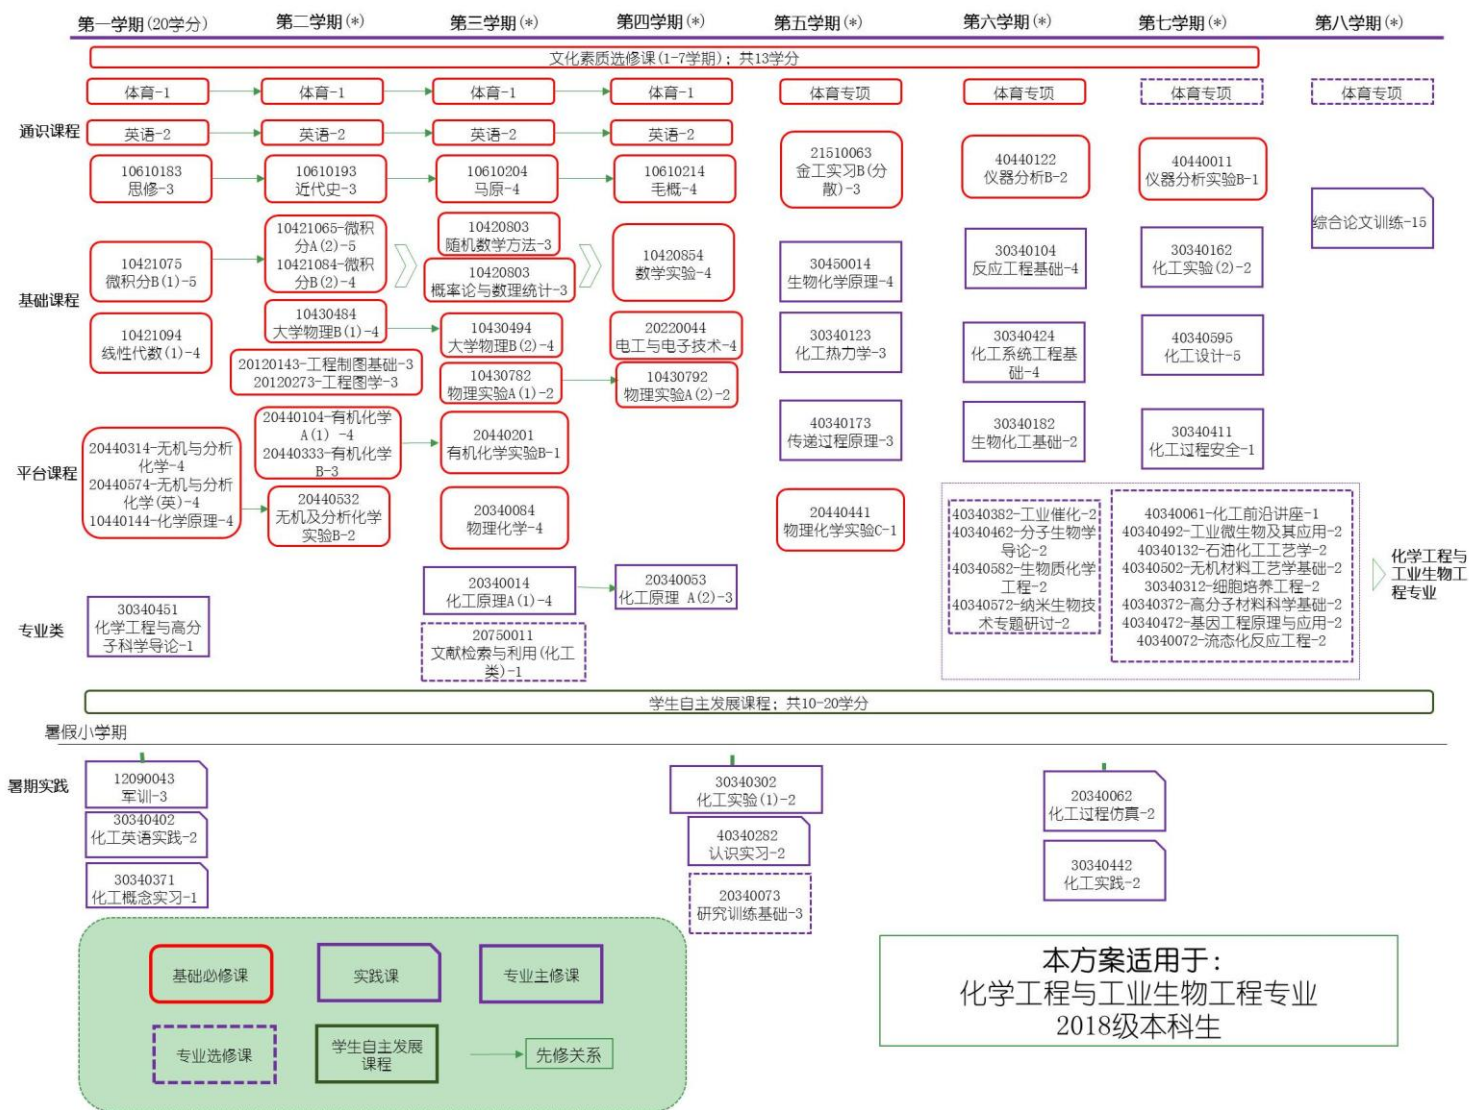 第一学期(20学分)
第二学期(*)
第三学期(*)
第四学期(*)
第五学期(*)
第六学期(*)
第七学期(*)
第八学期(*)
文化素质选修课(1-7学期); 共13学分
通识课程
体育-1
体育-1
体育-1
体育-1
体育专项
体育专项
体育专项
体育专项
英语-2
英语-2
英语-2
英语-2
10610183
思修-3
10610193
近代史-3
10610204
马原-4
10610214
毛概-4
21510063
金工实习B(分
散)-3
40440122
仪器分析B-2
40440011
仪器分析实验B-1
综合论文训练-15
基础课程
10421075
微积分B(1)-5
10421065-微积
分A(2)-5
10421084-微积
分B(2)-4
10420803
随机数学方法-3
10420803
概率论与数理统计-3
10420854
数学实验-4
30450014
生物化学原理-4
30340104
反应工程基础-4
30340162
化工实验(2)-2
10421094
线性代数(1)-4
10430484
大学物理B(1)-4
10430494
大学物理B(2)-4
20220044
电工与电子技术-4
30340123
化工热力学-3
30340424
化工系统工程基
础-4
40340595
化工设计-5
20120143-工程制图基础-3
20120273-工程图学-3
10430782
物理实验A(1)-2
10430792
物理实验A(2)-2
平台课程
20440314-无机与分析
化学-4
20440574-无机与分析
化学(英)-4
10440144-化学原理-4
20440104-有机化学
A(1) -4
20440333-有机化学
B-3
20440201
有机化学实验B-1
40340173
传递过程原理-3
30340182
生物化工基础-2
30340411
化工过程安全-1
20440532
无机及分析化学
实验B-2
20340084
物理化学-4
20440441
物理化学实验C-1
40340382-工业催化-2
40340462-分子生物学
导论-2
40340582-生物质化学
工程-2
40340572-纳米生物技
术专题研讨-2
40340061-化工前沿讲座-1
40340492-工业微生物及其应用-2
40340132-石油化工工艺学-2
40340502-无机材料工艺学基础-2
30340312-细胞培养工程-2
40340372-高分子材料科学基础-2
40340472-基因工程原理与应用-2
40340072-流态化反应工程-2
化学工程与
工业生物工
程专业
专业类
30340451
化学工程与高分
子科学导论-1
20340014
化工原理A(1)-4
20340053
化工原理 A(2)-3
20750011
文献检索与利用(化工
类)-1
学生自主发展课程; 共10-20学分
暑假小学期
暑期实践
12090043
军训-3
30340402
化工英语实践-2
30340371
化工概念实习-1
30340302
化工实验(1)-2
40340282
认识实习-2
20340073
研究训练基础-3
20340062
化工过程仿真-2
30340442
化工实践-2
基础必修课
实践课
专业主修课
专业选修课
学生自主发展
课程
先修关系
本方案适用于:
化学工程与工业生物工程专业
2018级本科生